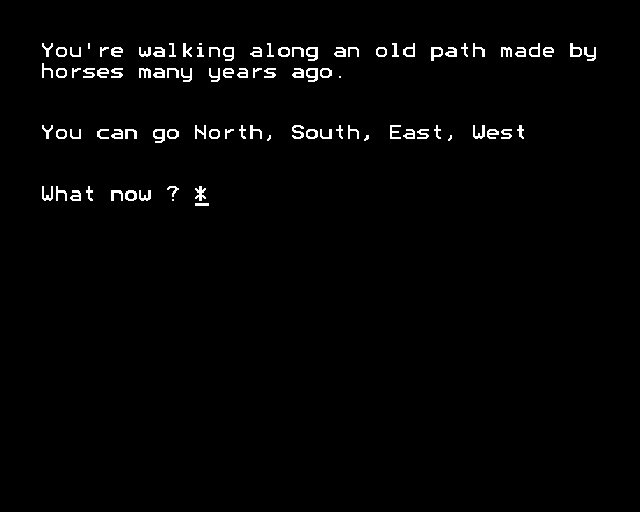 You're walking along an old path made by
horses many years ago.
You can go North, South, East, West
What now ? *